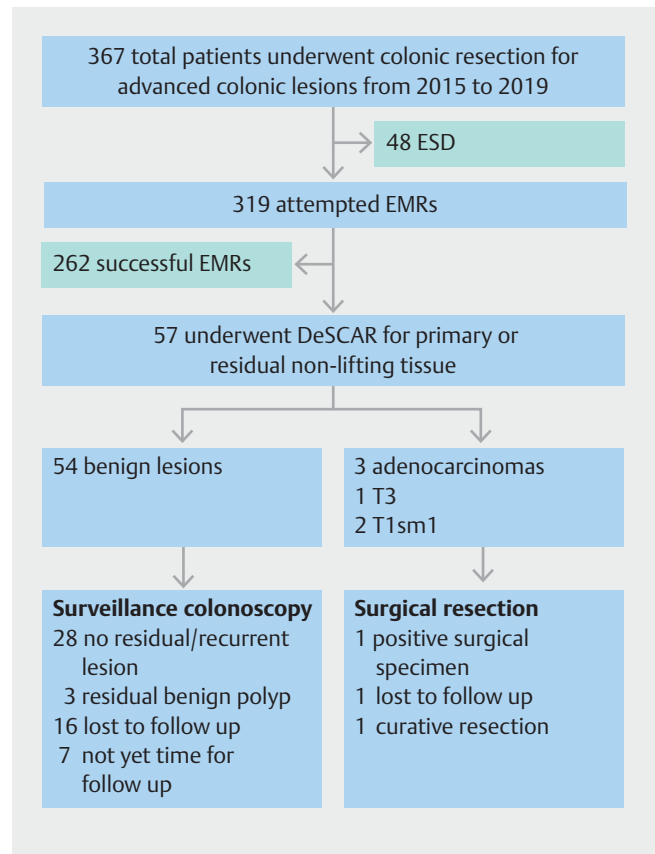 367 total patients underwent colonic resection for
advanced colonic lesions from 2015 to 2019
48 ESD
319 attempted EMRs
262 successful EMRs
57 underwent DeSCAR for primary or
residual non-lifting tissue
54 benign lesions
3 adenocarcinomas
1 T3
2 T1sm1
Surveillance colonoscopy
28 no residual/recurrent
lesion
3 residual benign polyp
16 lost to follow up
7 not yet time for
follow up
Surgical resection
1 positive surgical
specimen
1 lost to follow up
1 curative resection